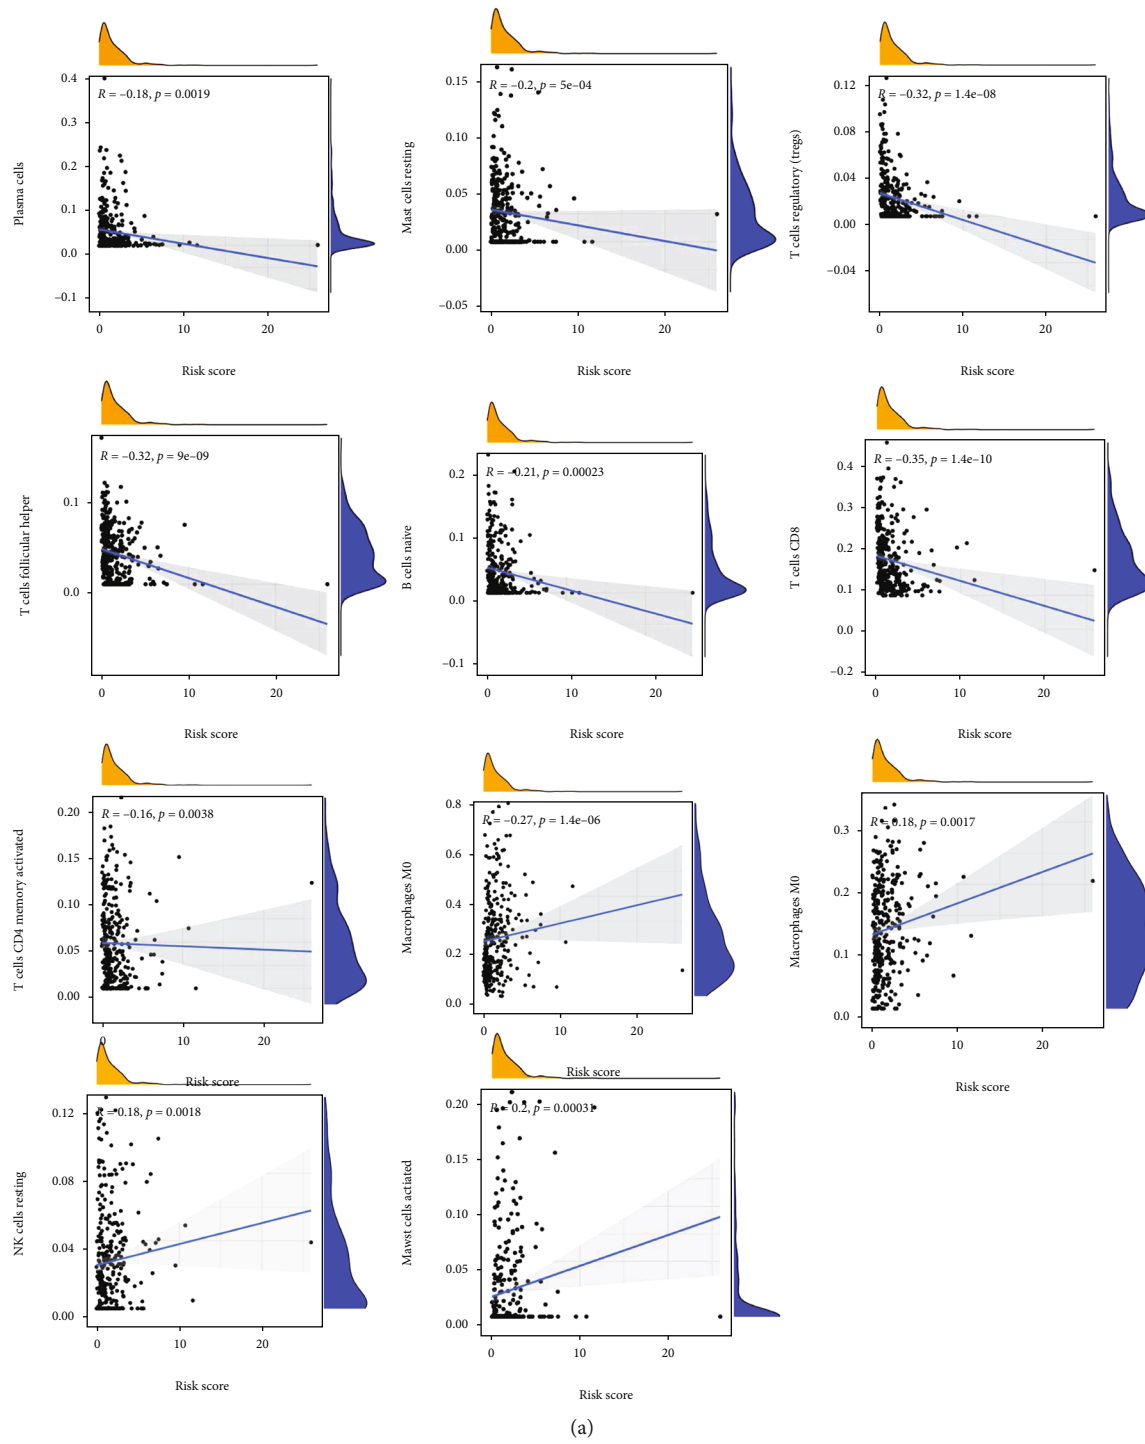 R = –0.18, p = 0.0019
Plasma cells
0.4
0.3
0.2
0.1
0.0
–0.1
0 10 20
Risk score
R = –0.2, p = 5e–04
Mast cells resting
0.15
0.10
0.05
0.00
–0.05
0 10 20
Risk score
R = –0.32, p = 1.4e–08
T cells regulatory (tregs)
0.12
0.08
0.04
0.00
–0.04
0 10 20
Risk score
R = –0.32, p = 9e–09
T cells follicular helper
0.1
0.0
0 10 20
Risk score
R = –0.21, p = 0.00023
B cells naive
0.2
0.1
0.0
–0.1
0 10 20
Risk score
R = –0.35, p = 1.4e–10
T cells CD8
0.4
0.3
0.2
0.1
0.0
–0.2
0 10 20
Risk score
R = –0.16, p = 0.0038
T cells CD4 memory activated
0.20
0.15
0.10
0.05
0.00
0 10 20
Risk score
R = –0.27, p = 1.4e–06
Macrophages M0
0.8
0.6
0.4
0.2
0.0
0 10 20
Risk score
R = 0.18, p = 0.0017
Macrophages M0
0.3
0.2
0.1
0.0
0 10 20
Risk score
R = 0.18, p = 0.0018
NK cells resting
0.12
0.08
0.04
0.00
0 10 20
Risk score
R = 0.2, p = 0.00031
Mawst cells actiated
0.20
0.15
0.10
0.05
0.00
0 10 20
Risk score
(a)